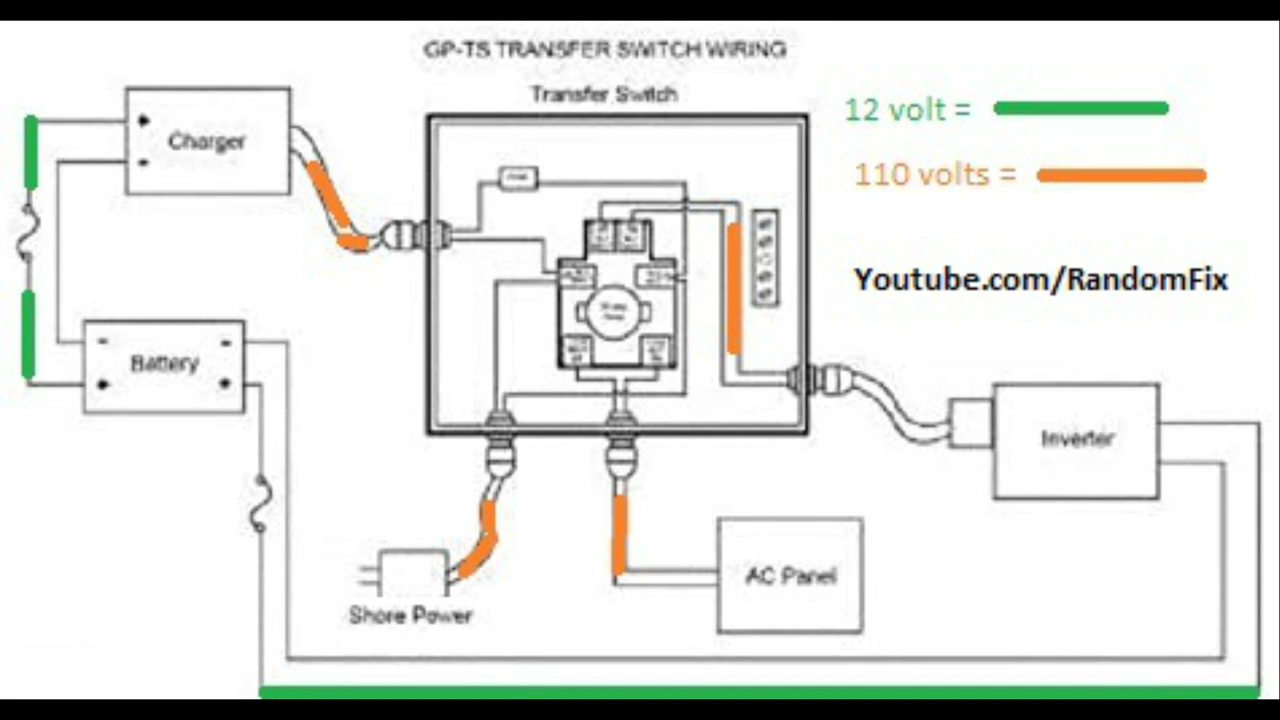 GP-TS TRANSFER SWITCH WIRING
Transfer Switch
12 volt =
110 volts =
Youtube.com/RandomFix
+
Charger
-
- -
Battery
+ +
Inverter
AC Panel
Shore Power